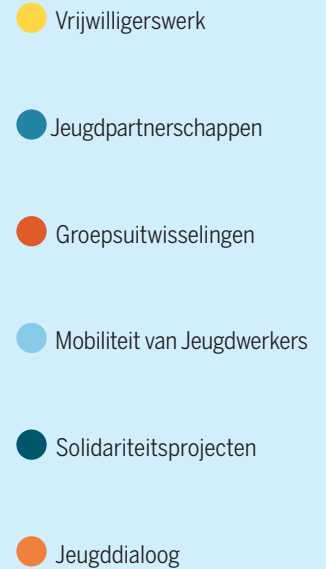 Vrijwilligerswerk
Jeugdpartnerschappen
Groepsuitwisselingen
Mobiliteit van Jeugdwerkers
Solidariteitsprojecten
Jeugddialoog